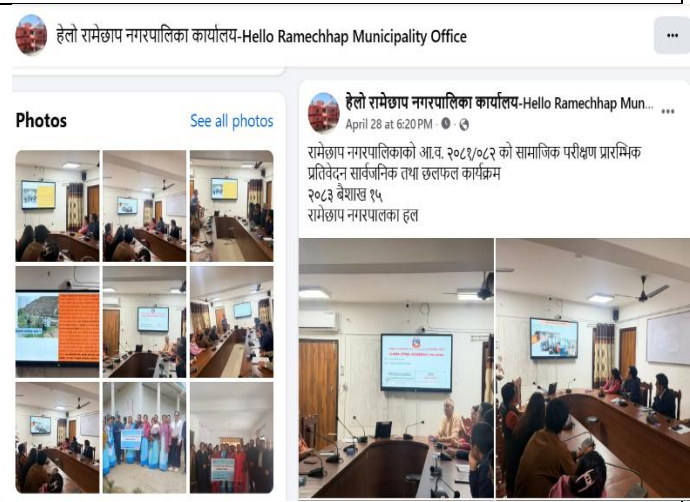 हेलो रामेछाप नगरपालिका कार्यालय-Hello Ramechhap Municipality Office
Photos
See all photos
हेलो रामेछाप नगरपालिका कार्यालय-Hello Ramechhap Mun...
April 28 at 6:20 PM
रामेछाप नगरपालिकाको आ.व. २०८१/०८२ को सामाजिक परीक्षण प्रारम्भिक
प्रतिवेदन सार्वजनिक तथा छलफल कार्यक्रम
२०८३ बैशाख १५
रामेछाप नगरपालका हल